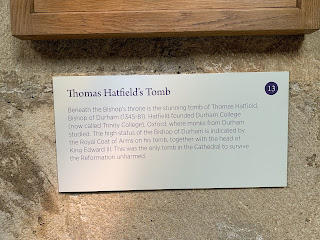 Thomas Hatfield's Tomb
13
Beneath the Bishop's throne is the stunning tomb of Thomas Hatfield,
Bishop of Durham (1345-81). Hatfield founded Durham College
(now called Trinity College), Oxford, where monks from Durham
studied. The high status of the Bishop of Durham is indicated by
the Royal Coat of Arms on his tomb, together with the head of
King Edward III. This was the only tomb in the Cathedral to survive
the Reformation unharmed.